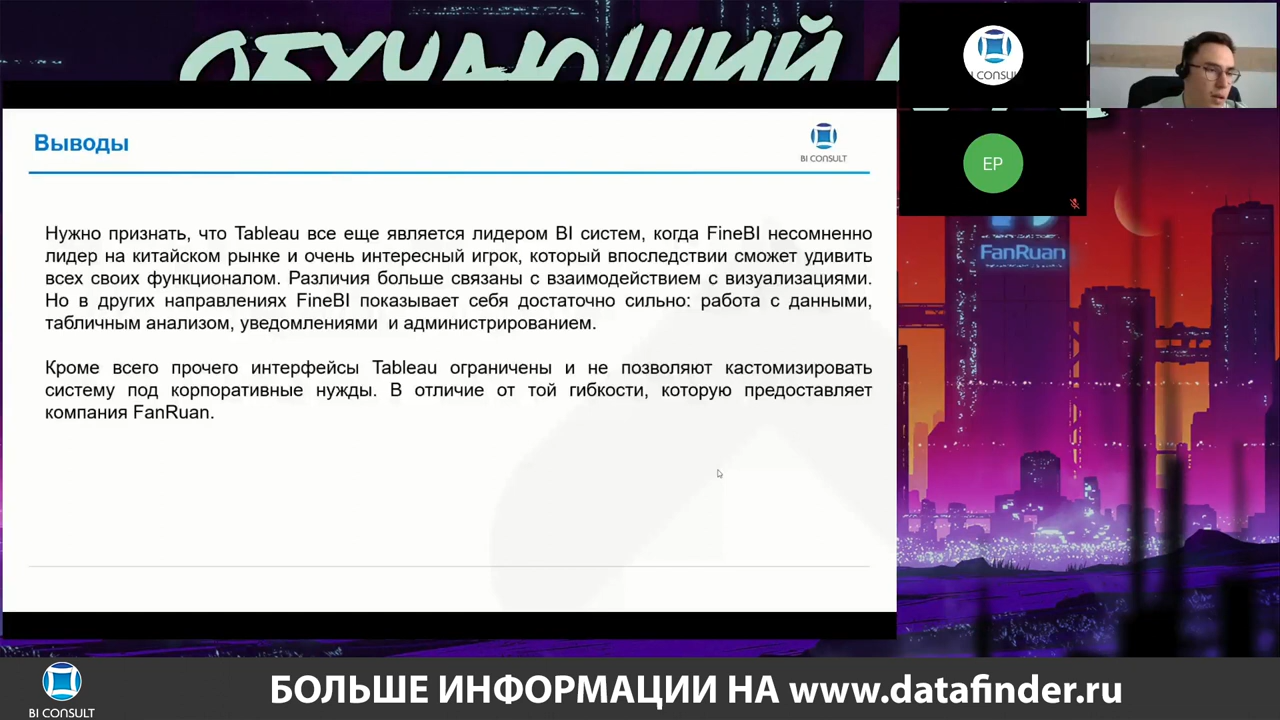 ОБУЧАЮЩИЙ
BI CONSULT
Выводы
BI CONSULT
EP
Нужно признать, что Tableau все еще является лидером BI систем, когда FineBI несомненно
лидер на китайском рынке и очень интересный игрок, который впоследствии сможет удивить
всех своих функционалом. Различия больше связаны с взаимодействием с визуализациями.
Но в других направлениях FineBI показывает себя достаточно сильно: работа с данными,
табличным анализом, уведомлениями и администрированием.
Кроме всего прочего интерфейсы Tableau ограничены и не позволяют кастомизировать
систему под корпоративные нужды. В отличие от той гибкости, которую предоставляет
компания FanRuan.
FanRuan
BI CONSULT
БОЛЬШЕ ИНФОРМАЦИИ НА www.datafinder.ru